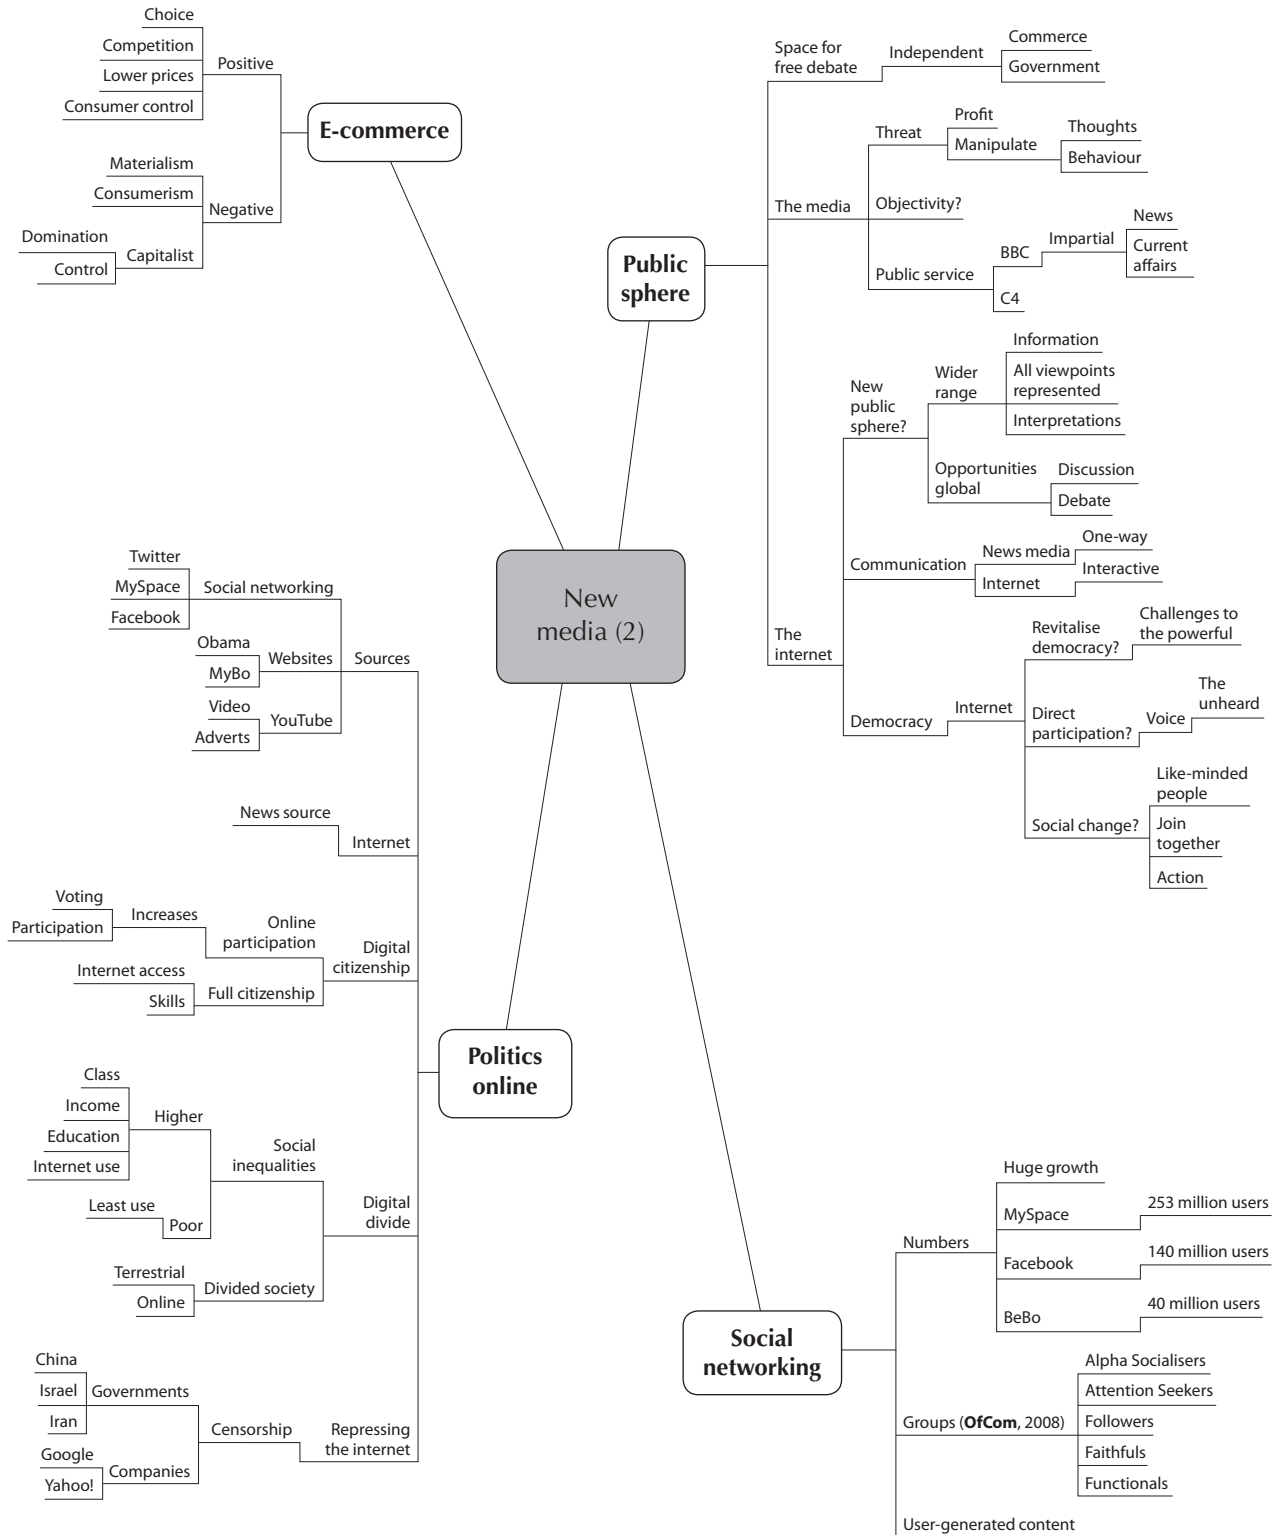 New
media (2)
E-commerce
Positive
Choice
Competition
Lower prices
Consumer control
Negative
Materialism
Consumerism
Capitalist
Domination
Control
Public
sphere
Space for
free debate
Independent
Commerce
Government
The media
Threat
Profit
Manipulate
Thoughts
Behaviour
Objectivity?
Public service
BBC
Impartial
News
Current
affairs
C4
The
internet
New
public
sphere?
Wider
range
Information
All viewpoints
represented
Interpretations
Opportunities
global
Discussion
Debate
Communication
News media
One-way
Internet
Interactive
Democracy
Internet
Revitalise
democracy?
Challenges to
the powerful
Direct
participation?
Voice
The
unheard
Social change?
Like-minded
people
Join
together
Action
Politics
online
Sources
Social networking
Twitter
MySpace
Facebook
Websites
Obama
MyBo
YouTube
Video
Adverts
Internet
News source
Digital
citizenship
Online
participation
Increases
Voting
Participation
Full citizenship
Internet access
Skills
Digital
divide
Social
inequalities
Higher
Class
Income
Education
Internet use
Poor
Least use
Divided society
Terrestrial
Online
Repressing
the internet
Censorship
Governments
China
Israel
Iran
Companies
Google
Yahoo!
Social
networking
Numbers
Huge growth
MySpace
253 million users
Facebook
140 million users
BeBo
40 million users
Groups (OfCom, 2008)
Alpha Socialisers
Attention Seekers
Followers
Faithfuls
Functionals
User-generated content